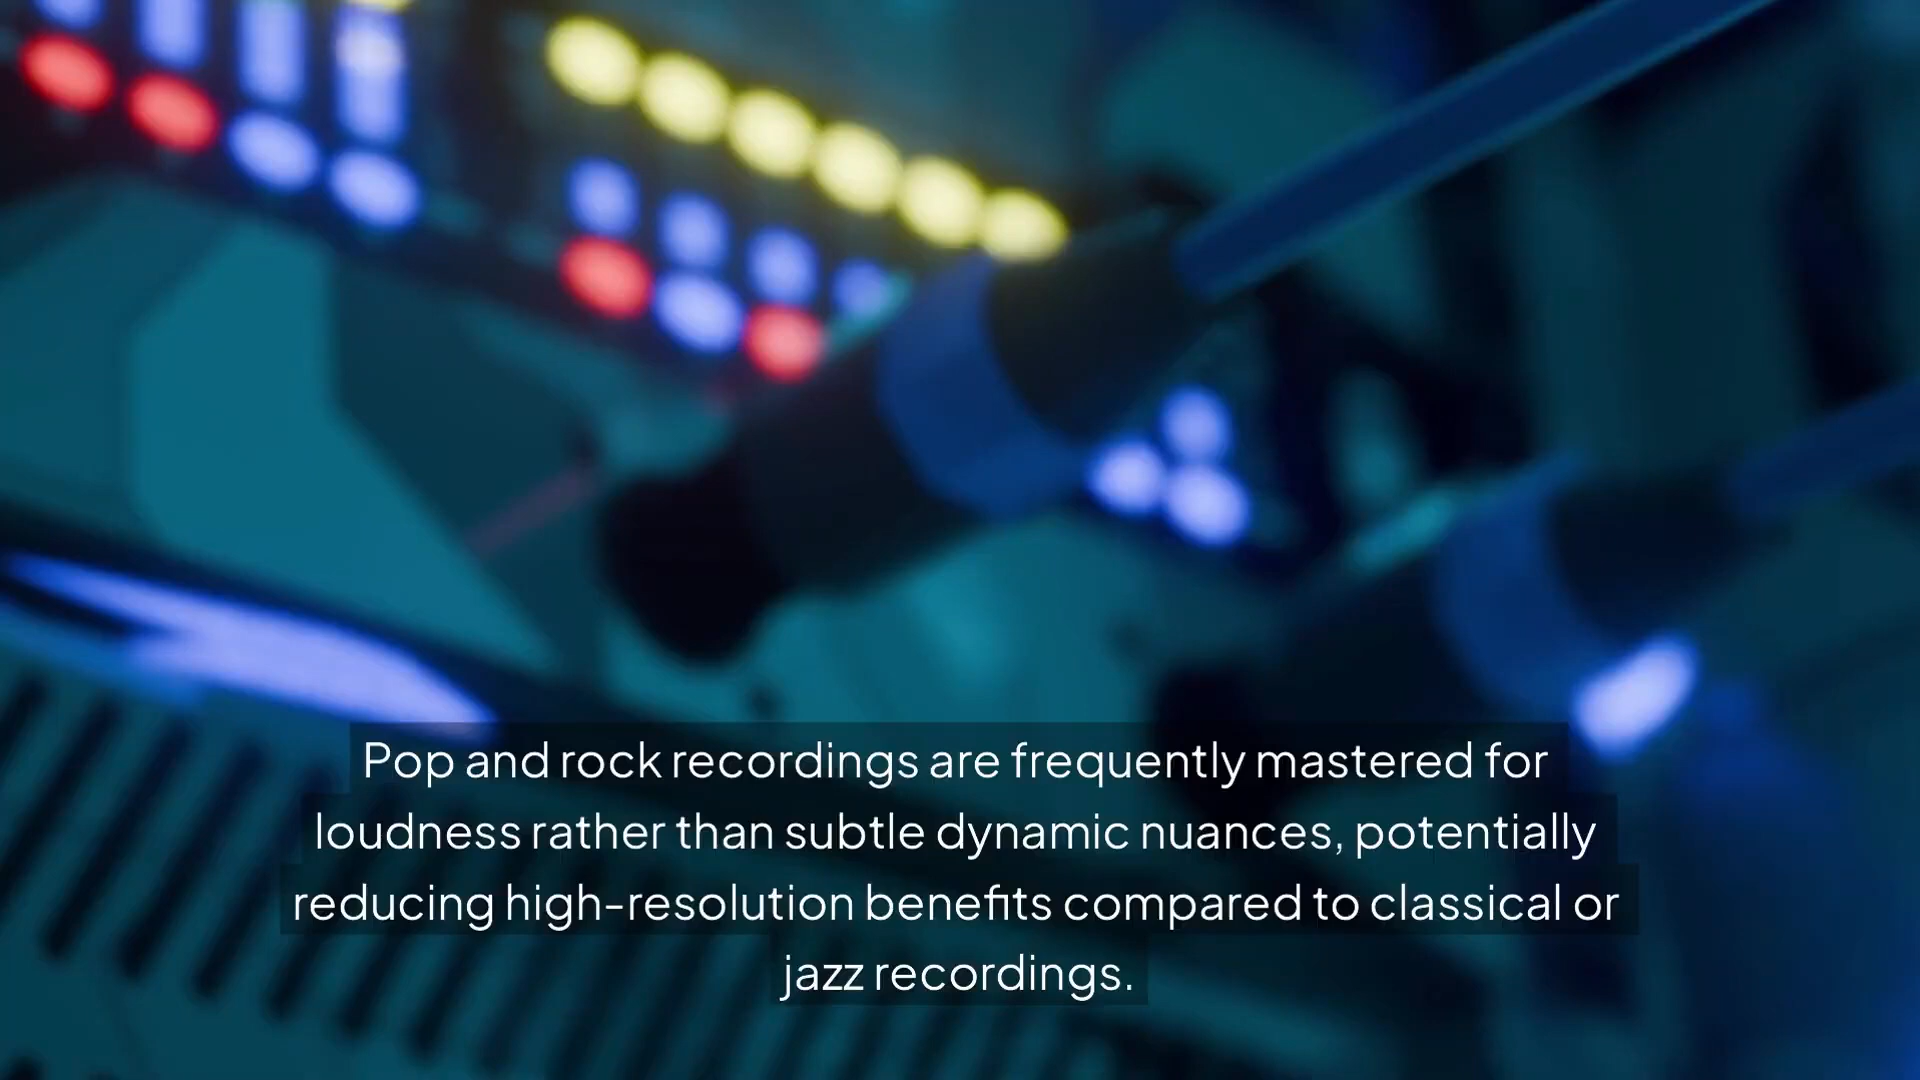 Pop and rock recordings are frequently mastered for
loudness rather than subtle dynamic nuances, potentially
reducing high-resolution benefits compared to classical or
jazz recordings.